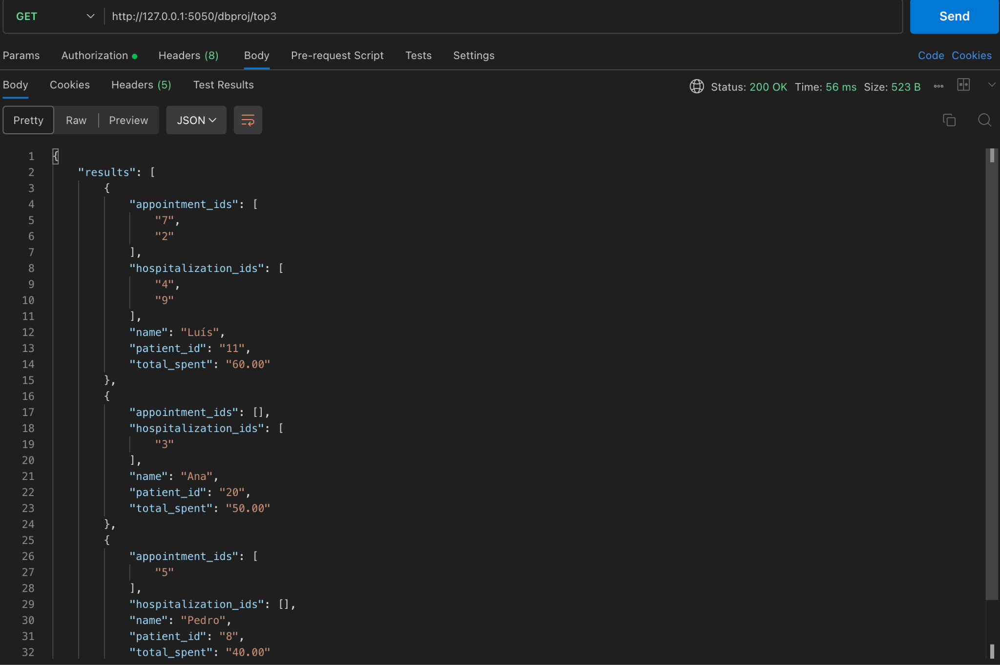 GET http://127.0.0.1:5050/dbproj/top3 Send
Params Authorization Headers (8) Body Pre-request Script Tests Settings Code Cookies
Body Cookies Headers (5) Test Results Status: 200 OK Time: 56 ms Size: 523 B
Pretty Raw Preview JSON
1 {
2 "results": [
3 {
4 "appointment_ids": [
5 "7",
6 "2"
7 ],
8 "hospitalization_ids": [
9 "4",
10 "9"
11 ],
12 "name": "Luís",
13 "patient_id": "11",
14 "total_spent": "60.00"
15 },
16 {
17 "appointment_ids": [],
18 "hospitalization_ids": [
19 "3"
20 ],
21 "name": "Ana",
22 "patient_id": "20",
23 "total_spent": "50.00"
24 },
25 {
26 "appointment_ids": [
27 "5"
28 ],
29 "hospitalization_ids": [],
30 "name": "Pedro",
31 "patient_id": "8",
32 "total_spent": "40.00"